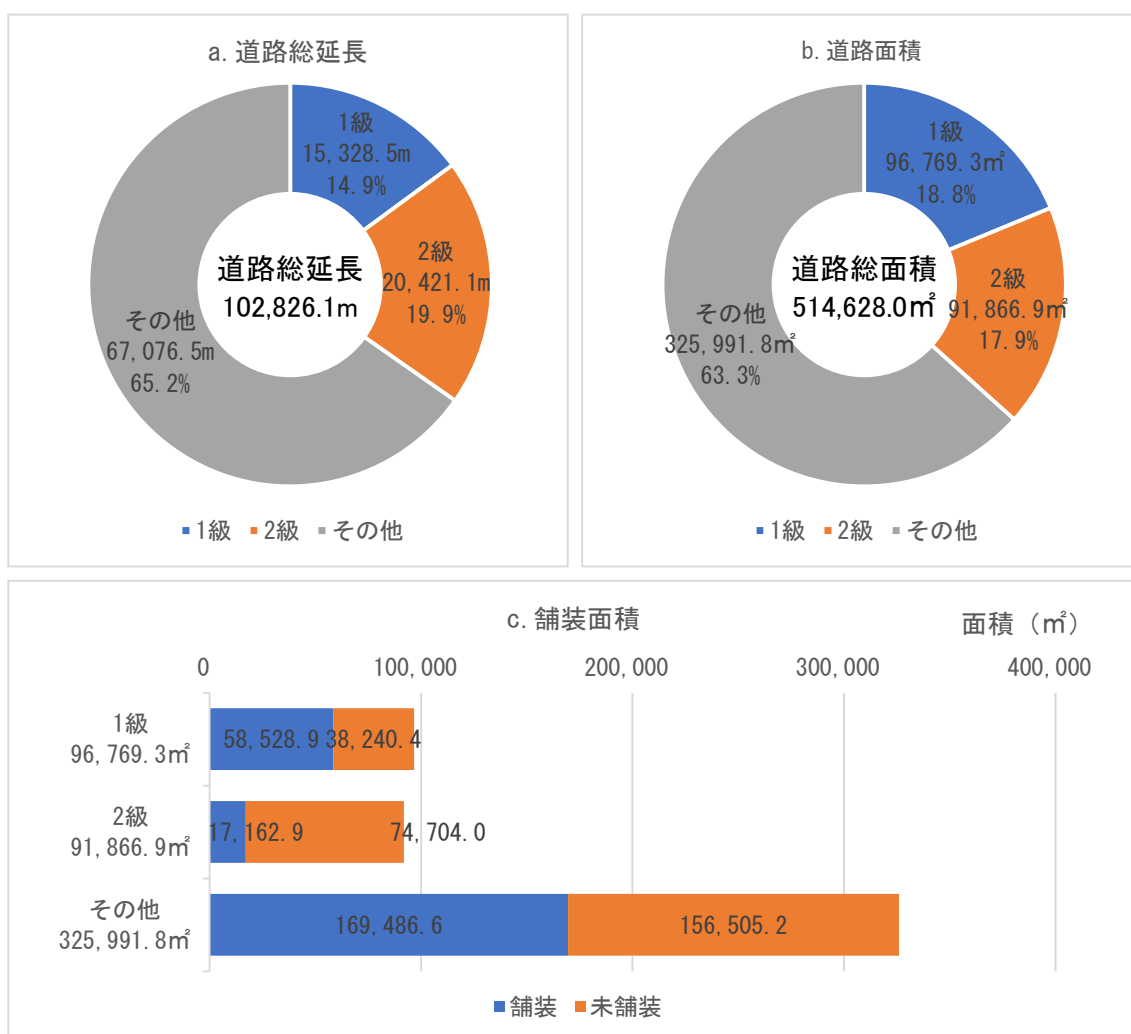 a. 道路総延長
1級
15,328.5m
14.9%
2級
20,421.1m
19.9%
その他
67,076.5m
65.2%
道路総延長
102,826.1m
1級 2級 その他
b. 道路面積
1級
96,769.3㎡
18.8%
2級
91,866.9㎡
17.9%
その他
325,991.8㎡
63.3%
道路総面積
514,628.0㎡
1級 2級 その他
c. 舗装面積
面積（㎡）
0 100,000 200,000 300,000 400,000
1級
96,769.3㎡
58,528.9 38,240.4
2級
91,866.9㎡
17,162.9 74,704.0
その他
325,991.8㎡
169,486.6 156,505.2
舗装 未舗装